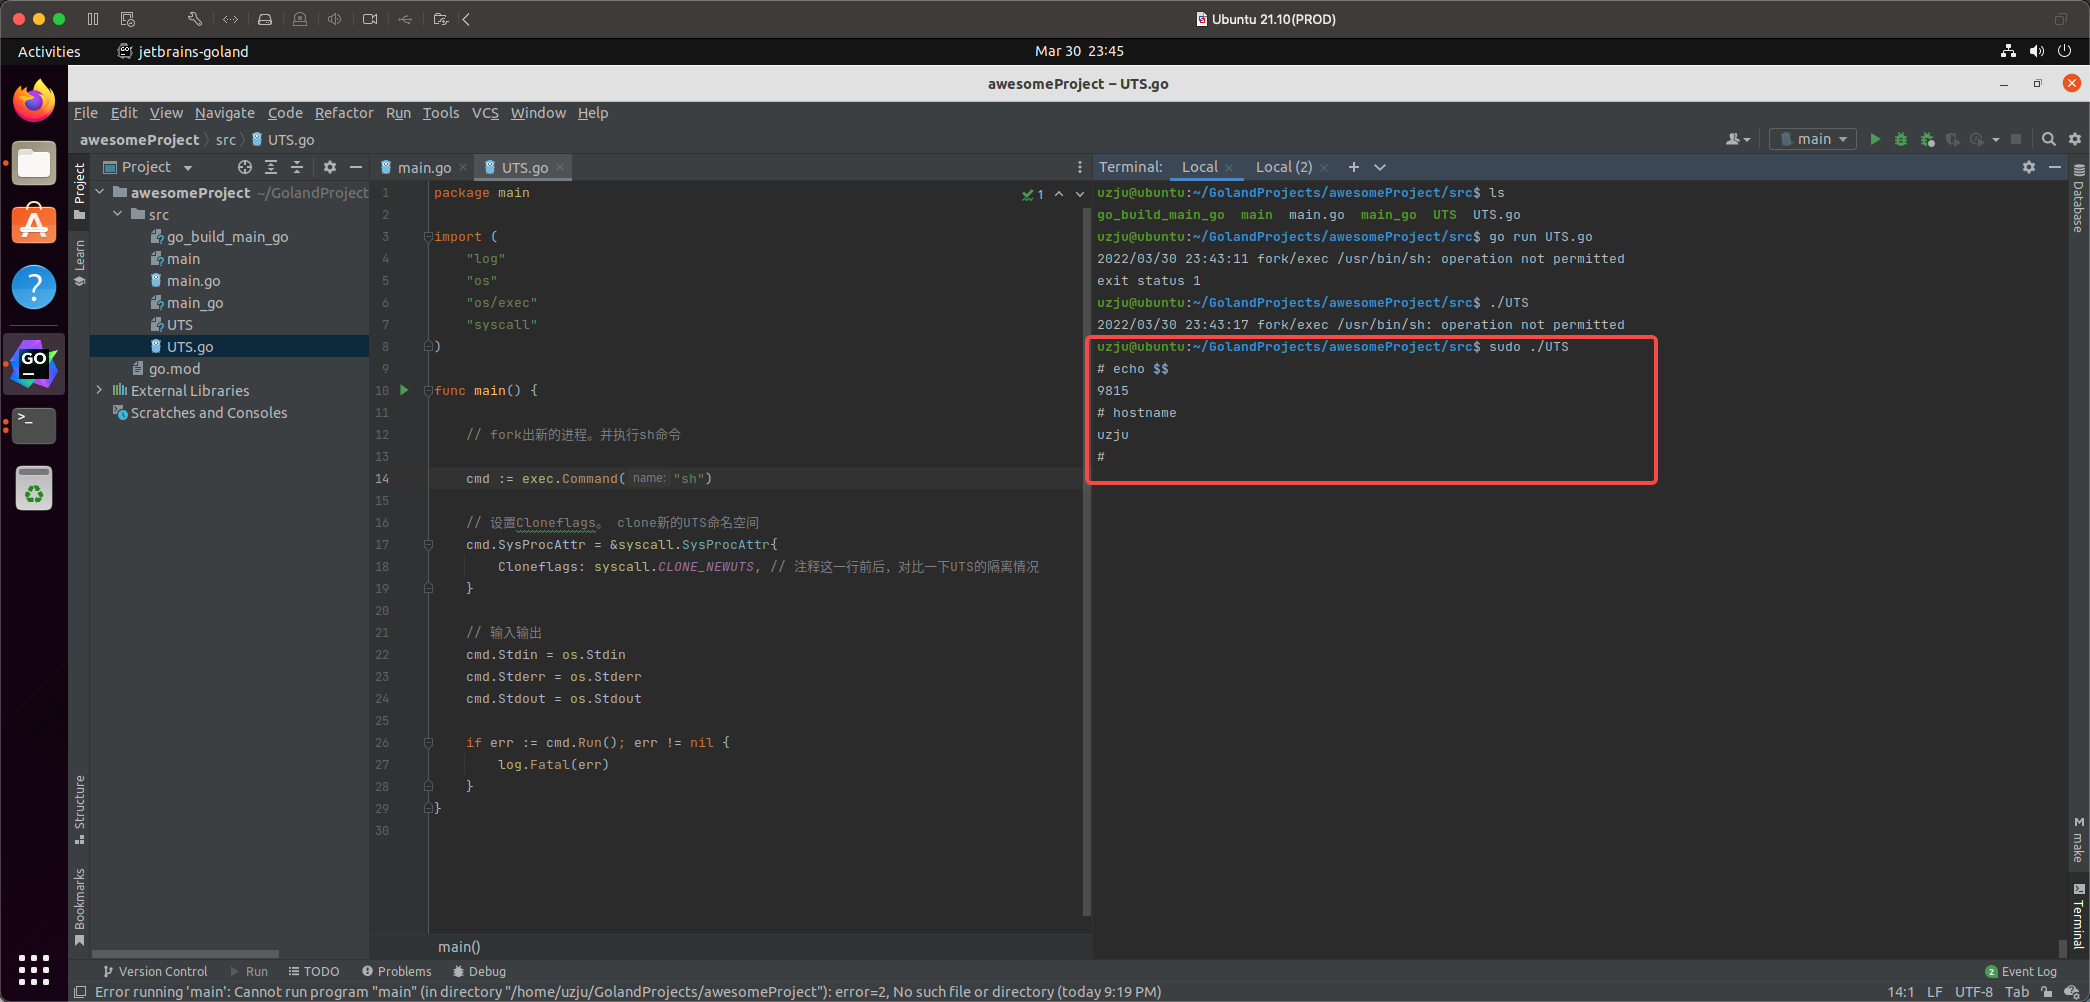 Ubuntu 21.10(PROD)
Activities
jetbrains-goland
Mar 30 23:45
awesomeProject – UTS.go
File Edit View Navigate Code Refactor Run Tools VCS Window Help
awesomeProject src UTS.go
main
Project
Learn
Structure
Bookmarks
Project
awesomeProject ~/GolandProject
src
go_build_main_go
main
main.go
main_go
UTS
UTS.go
go.mod
External Libraries
Scratches and Consoles
main.go UTS.go
1
1 package main
2
3 import (
4 "log"
5 "os"
6 "os/exec"
7 "syscall"
8 )
9
10 func main() {
11
12 // fork出新的进程。并执行sh命令
13
14 cmd := exec.Command( name: "sh")
15
16 // 设置Cloneflags。 clone新的UTS命名空间
17 cmd.SysProcAttr = &syscall.SysProcAttr{
18 Cloneflags: syscall.CLONE_NEWUTS, // 注释这一行前后，对比一下UTS的隔离情况
19 }
20
21 // 输入输出
22 cmd.Stdin = os.Stdin
23 cmd.Stderr = os.Stderr
24 cmd.Stdout = os.Stdout
25
26 if err := cmd.Run(); err != nil {
27 log.Fatal(err)
28 }
29 }
30
main()
Terminal: Local Local (2)
uzju@ubuntu:~/GolandProjects/awesomeProject/src$ ls
go_build_main_go main main.go main_go UTS UTS.go
uzju@ubuntu:~/GolandProjects/awesomeProject/src$ go run UTS.go
2022/03/30 23:43:11 fork/exec /usr/bin/sh: operation not permitted
exit status 1
uzju@ubuntu:~/GolandProjects/awesomeProject/src$ ./UTS
2022/03/30 23:43:17 fork/exec /usr/bin/sh: operation not permitted
uzju@ubuntu:~/GolandProjects/awesomeProject/src$ sudo ./UTS
# echo $$
9815
# hostname
uzju
#
Database
make
Terminal
Version Control Run TODO Problems Debug
2 Event Log
Error running 'main': Cannot run program "main" (in directory "/home/uzju/GolandProjects/awesomeProject"): error=2, No such file or directory (today 9:19 PM)
14:1 LF UTF-8 Tab